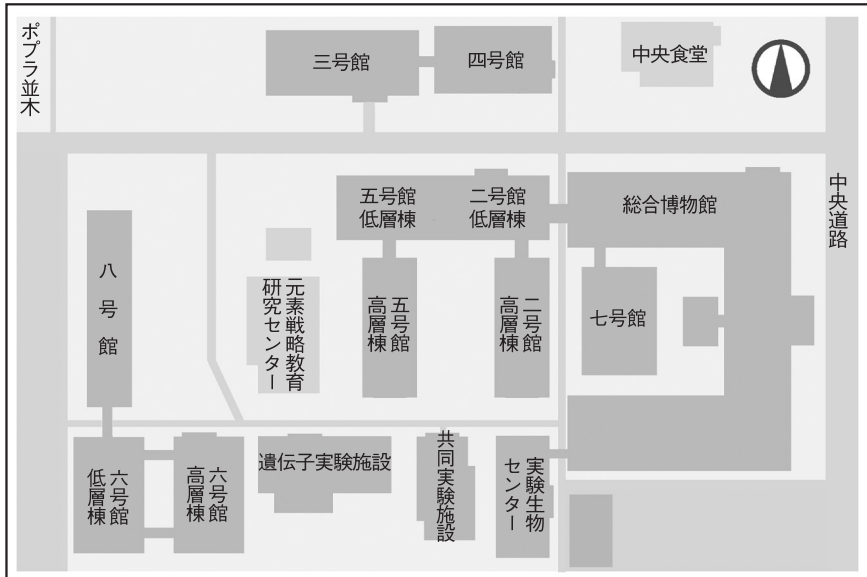 ポプラ並木
三号館
四号館
中央食堂
五号館
低層棟
二号館
低層棟
総合博物館
中央道路
八号館
元素戦略教育
研究センター
五号館
高層棟
二号館
高層棟
七号館
六号館
低層棟
六号館
高層棟
遺伝子実験施設
共同実験施設
実験生物
センター